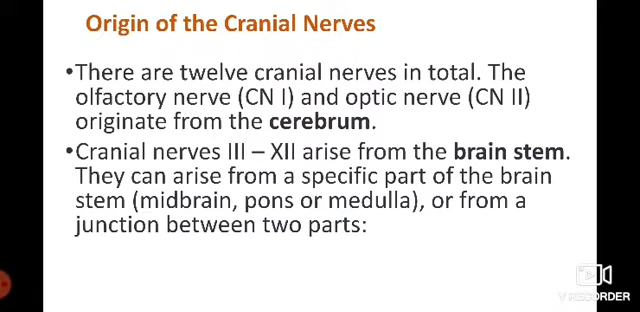 Origin of the Cranial Nerves
•There are twelve cranial nerves in total. The
olfactory nerve (CN I) and optic nerve (CN II)
originate from the cerebrum.
•Cranial nerves III – XII arise from the brain stem.
They can arise from a specific part of the brain
stem (midbrain, pons or medulla), or from a
junction between two parts:
V RECORDER